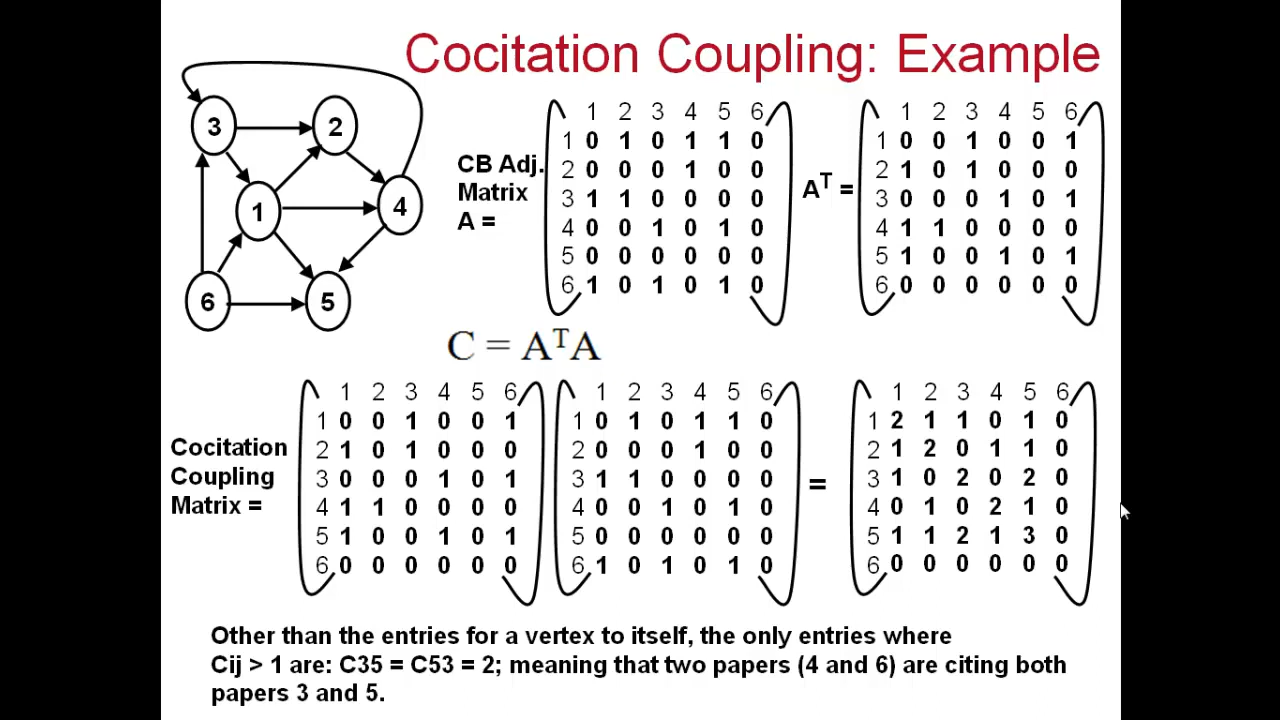 Cocitation Coupling: Example
3 2
1 4
6 5
CB Adj.
Matrix
A =
1 2 3 4 5 6
1 0 1 0 1 1 0
2 0 0 0 1 0 0
3 1 1 0 0 0 0
4 0 0 1 0 1 0
5 0 0 0 0 0 0
6 1 0 1 0 1 0
Aᵀ =
1 2 3 4 5 6
1 0 0 1 0 0 1
2 1 0 1 0 0 0
3 0 0 0 1 0 1
4 1 1 0 0 0 0
5 1 0 0 1 0 1
6 0 0 0 0 0 0
C = AᵀA
Cocitation
Coupling
Matrix =
1 2 3 4 5 6
1 0 0 1 0 0 1
2 1 0 1 0 0 0
3 0 0 0 1 0 1
4 1 1 0 0 0 0
5 1 0 0 1 0 1
6 0 0 0 0 0 0
1 2 3 4 5 6
1 0 1 0 1 1 0
2 0 0 0 1 0 0
3 1 1 0 0 0 0
4 0 0 1 0 1 0
5 0 0 0 0 0 0
6 1 0 1 0 1 0
=
1 2 3 4 5 6
1 2 1 1 0 1 0
2 1 2 0 1 1 0
3 1 0 2 0 2 0
4 0 1 0 2 1 0
5 1 1 2 1 3 0
6 0 0 0 0 0 0
Other than the entries for a vertex to itself, the only entries where
Cij > 1 are: C35 = C53 = 2; meaning that two papers (4 and 6) are citing both
papers 3 and 5.